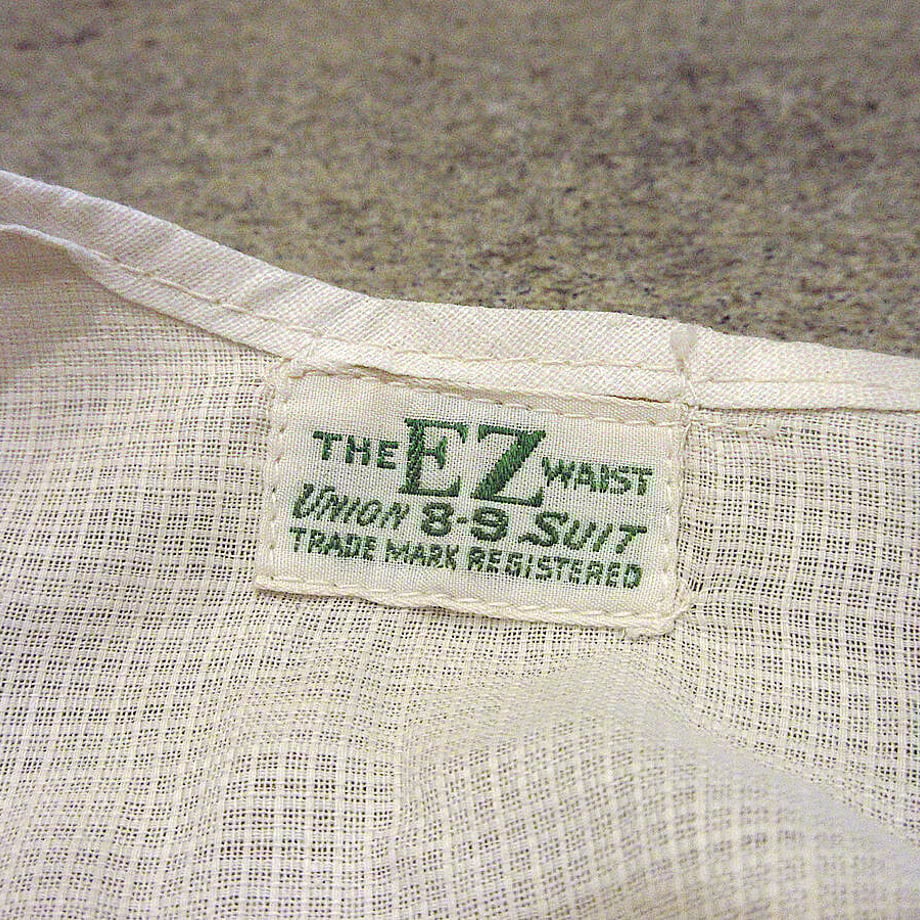 THE EZ WAIST
UNION 8-9 SUIT
TRADE MARK REGISTERED